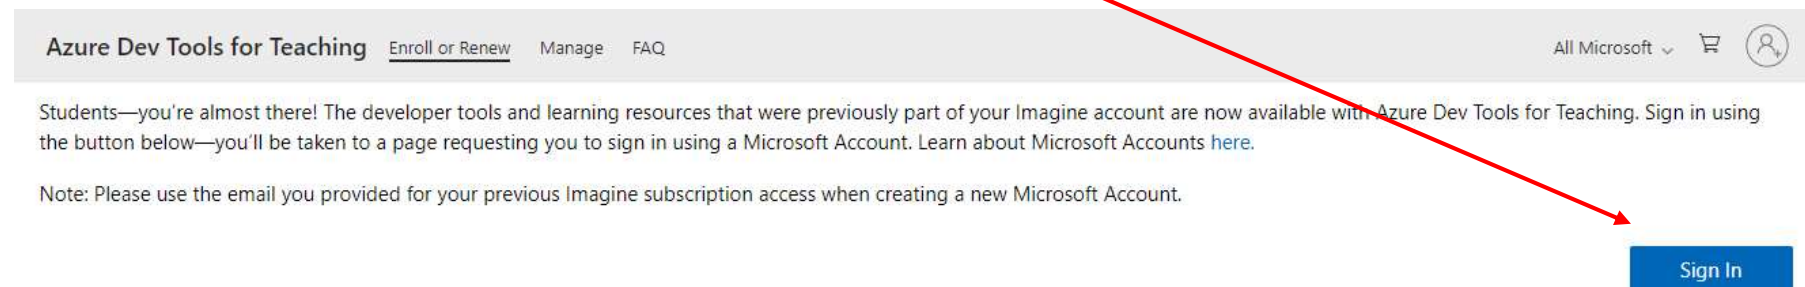 Azure Dev Tools for Teaching Enroll or Renew Manage FAQ All Microsoft
Students—you're almost there! The developer tools and learning resources that were previously part of your Imagine account are now available with Azure Dev Tools for Teaching. Sign in using
the button below—you'll be taken to a page requesting you to sign in using a Microsoft Account. Learn about Microsoft Accounts here.
Note: Please use the email you provided for your previous Imagine subscription access when creating a new Microsoft Account.
Sign In